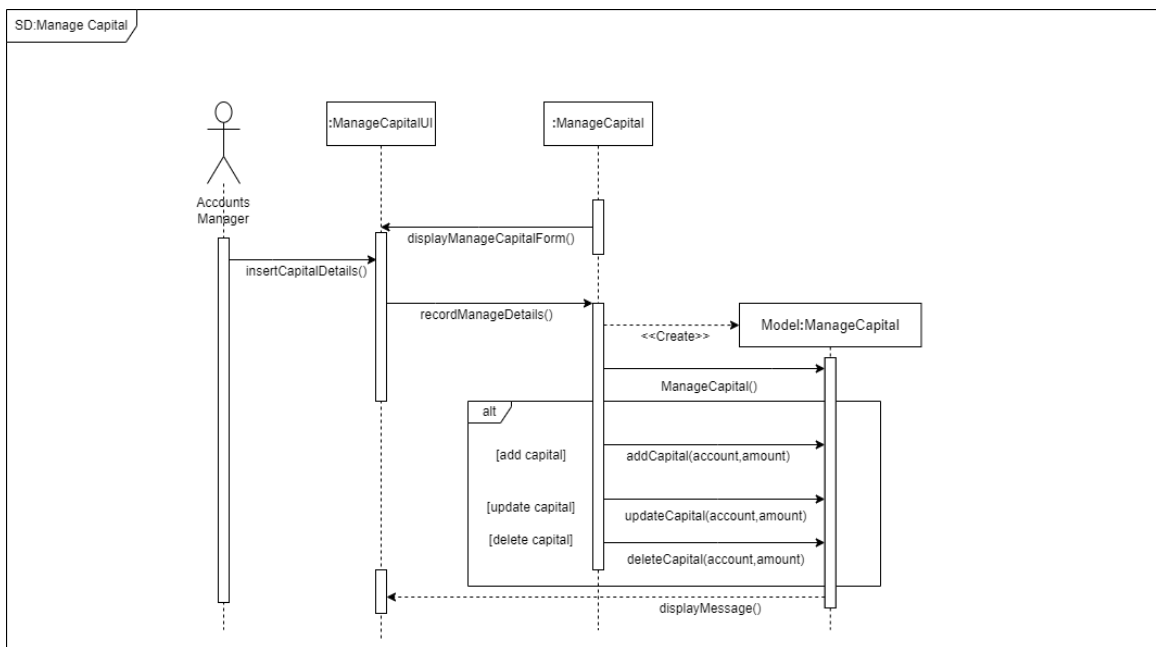 SD:Manage Capital
:ManageCapitalUI
:ManageCapital
Accounts
Manager
displayManageCapitalForm()
insertCapitalDetails()
recordManageDetails()
Model:ManageCapital
<<Create>>
ManageCapital()
alt
[add capital]
addCapital(account,amount)
[update capital]
updateCapital(account,amount)
[delete capital]
deleteCapital(account,amount)
displayMessage()